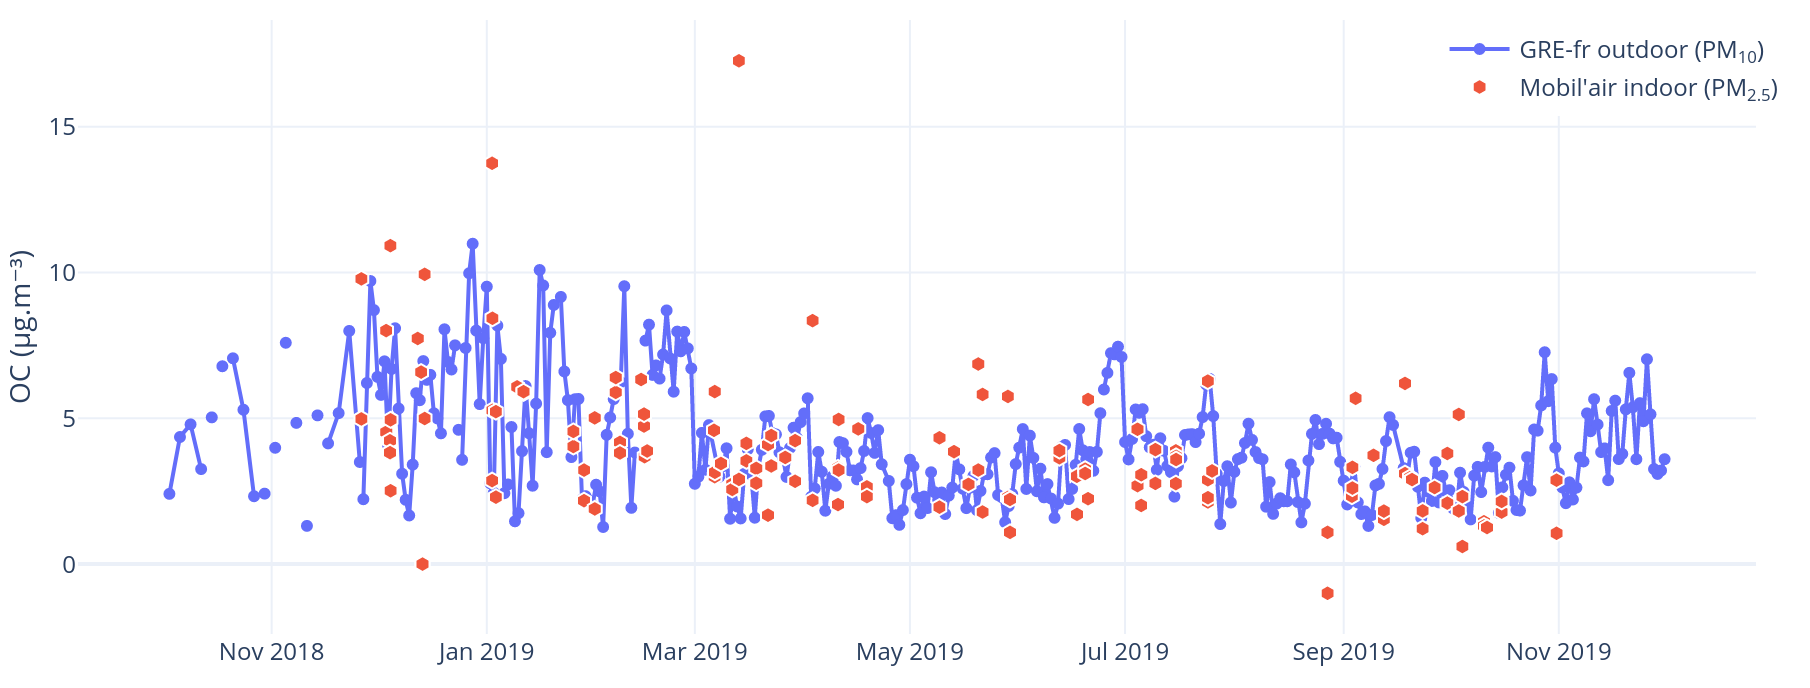 GRE-fr outdoor (PM₁₀)
Mobil'air indoor (PM₂.₅)
OC (µg.m⁻³)
15
10
5
0
Nov 2018
Jan 2019
Mar 2019
May 2019
Jul 2019
Sep 2019
Nov 2019